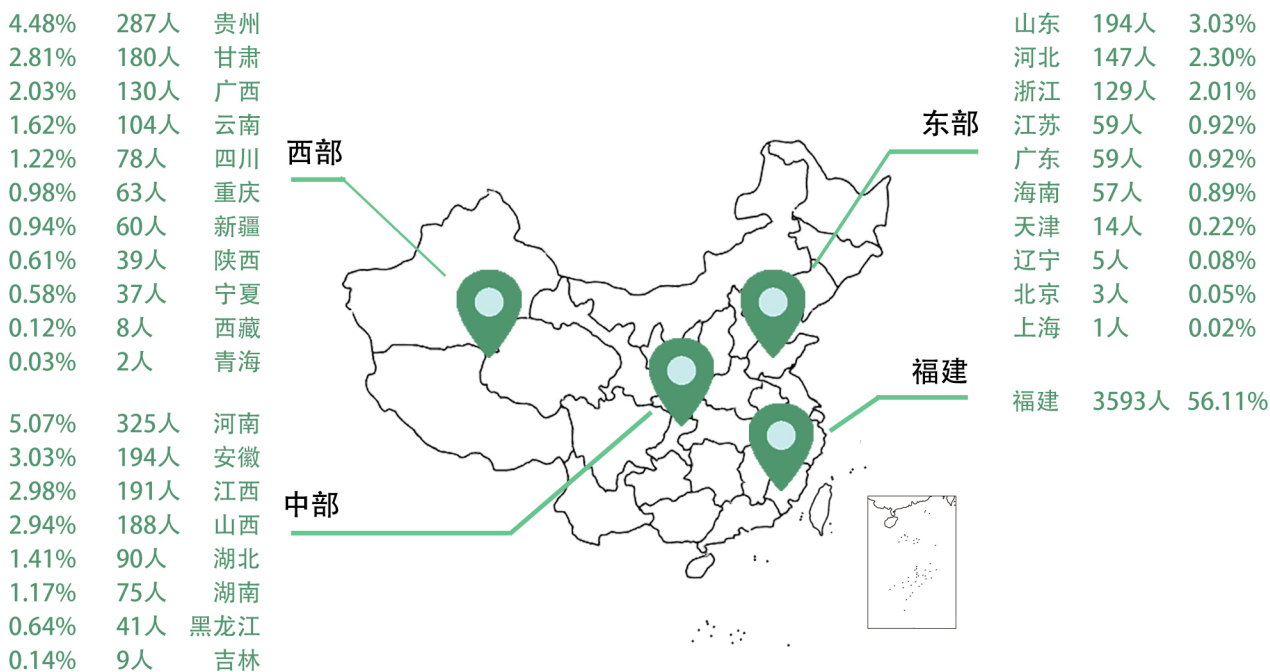 4.48% 287人 贵州
2.81% 180人 甘肃
2.03% 130人 广西
1.62% 104人 云南
1.22% 78人 四川
0.98% 63人 重庆
0.94% 60人 新疆
0.61% 39人 陕西
0.58% 37人 宁夏
0.12% 8人 西藏
0.03% 2人 青海
西部
5.07% 325人 河南
3.03% 194人 安徽
2.98% 191人 江西
2.94% 188人 山西
1.41% 90人 湖北
1.17% 75人 湖南
0.64% 41人 黑龙江
0.14% 9人 吉林
中部
东部
山东 194人 3.03%
河北 147人 2.30%
浙江 129人 2.01%
江苏 59人 0.92%
广东 59人 0.92%
海南 57人 0.89%
天津 14人 0.22%
辽宁 5人 0.08%
北京 3人 0.05%
上海 1人 0.02%
福建
福建 3593人 56.11%